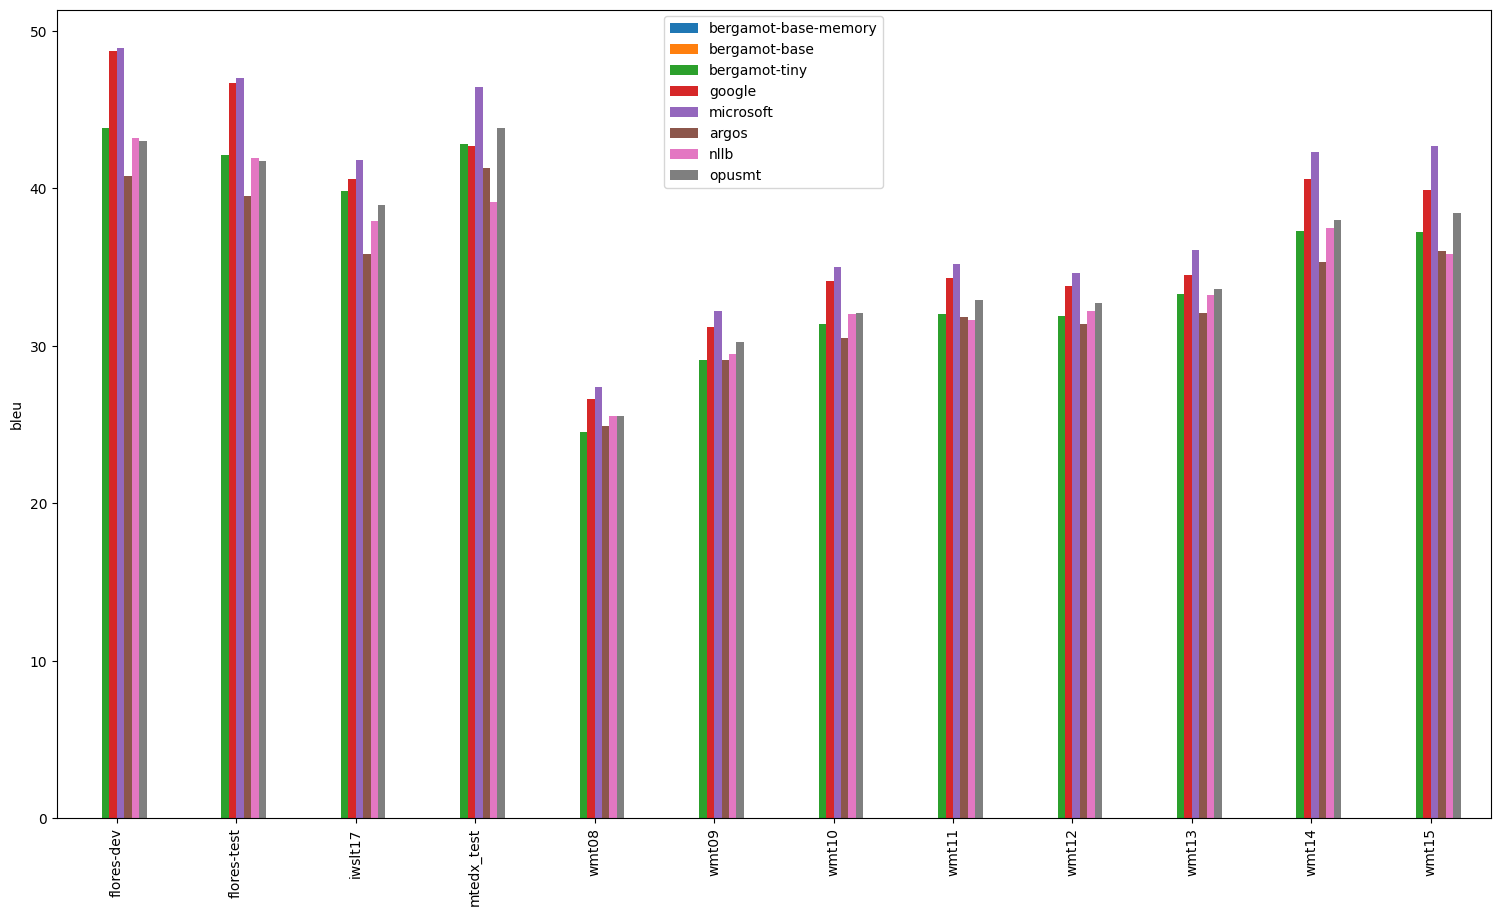 bergamot-base-memory
bergamot-base
bergamot-tiny
google
microsoft
argos
nllb
opusmt
bleu
50
40
30
20
10
0
flores-dev
flores-test
iwslt17
mtedx_test
wmt08
wmt09
wmt10
wmt11
wmt12
wmt13
wmt14
wmt15